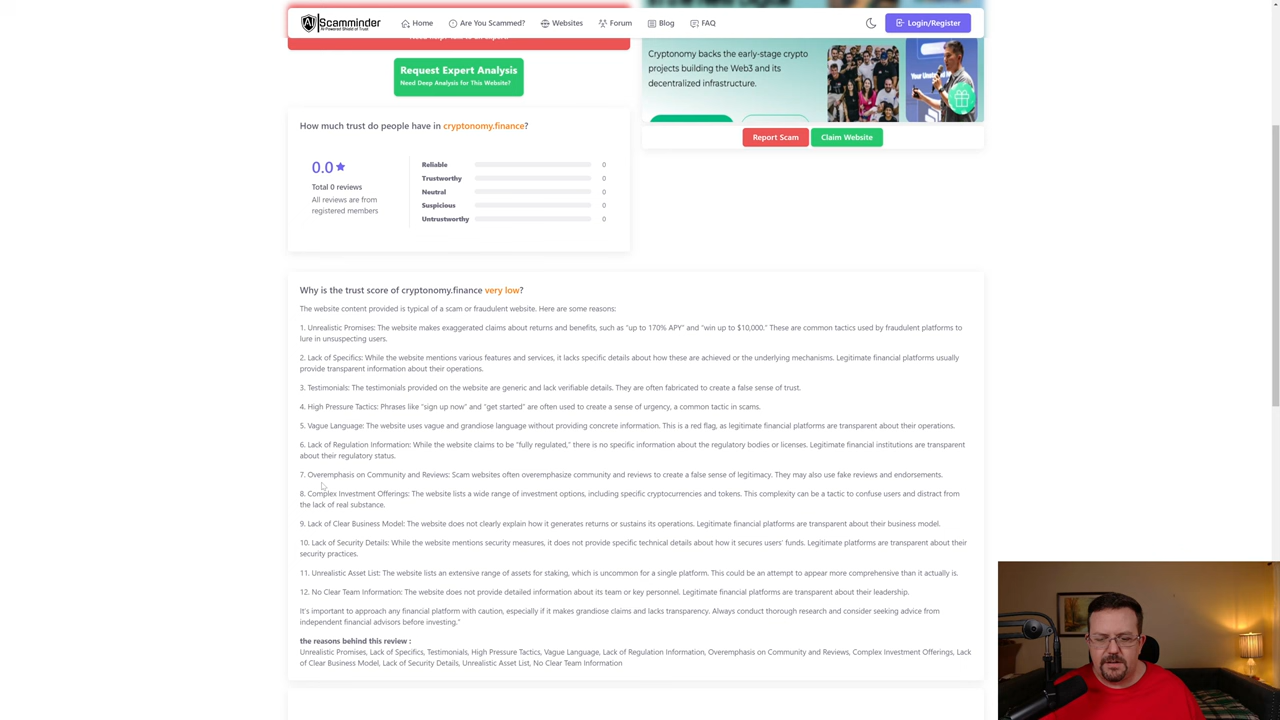 Scamminder
AI-Powered Shield of Trust
Home
Are You Scammed?
Websites
Forum
Blog
FAQ
Login/Register
Request Expert Analysis
Need Deep Analysis for This Website?
Cryptonomy backs the early-stage crypto
projects building the Web3 and its
decentralized infrastructure.
Report Scam
Claim Website
How much trust do people have in cryptonomy.finance?
0.0
Total 0 reviews
All reviews are from
registered members
Reliable 0
Trustworthy 0
Neutral 0
Suspicious 0
Untrustworthy 0
Why is the trust score of cryptonomy.finance very low?
The website content provided is typical of a scam or fraudulent website. Here are some reasons:
1. Unrealistic Promises: The website makes exaggerated claims about returns and benefits, such as "up to 170% APY" and "win up to $10,000." These are common tactics used by fraudulent platforms to
lure in unsuspecting users.
2. Lack of Specifics: While the website mentions various features and services, it lacks specific details about how these are achieved or the underlying mechanisms. Legitimate financial platforms usually
provide transparent information about their operations.
3. Testimonials: The testimonials provided on the website are generic and lack verifiable details. They are often fabricated to create a false sense of trust.
4. High Pressure Tactics: Phrases like "sign up now" and "get started" are often used to create a sense of urgency, a common tactic in scams.
5. Vague Language: The website uses vague and grandiose language without providing concrete information. This is a red flag, as legitimate financial platforms are transparent about their operations.
6. Lack of Regulation Information: While the website claims to be "fully regulated," there is no specific information about the regulatory bodies or licenses. Legitimate financial institutions are transparent
about their regulatory status.
7. Overemphasis on Community and Reviews: Scam websites often overemphasize community and reviews to create a false sense of legitimacy. They may also use fake reviews and endorsements.
8. Complex Investment Offerings: The website lists a wide range of investment options, including specific cryptocurrencies and tokens. This complexity can be a tactic to confuse users and distract from
the lack of real substance.
9. Lack of Clear Business Model: The website does not clearly explain how it generates returns or sustains its operations. Legitimate financial platforms are transparent about their business model.
10. Lack of Security Details: While the website mentions security measures, it does not provide specific technical details about how it secures users' funds. Legitimate platforms are transparent about their
security practices.
11. Unrealistic Asset List: The website lists an extensive range of assets for staking, which is uncommon for a single platform. This could be an attempt to appear more comprehensive than it actually is.
12. No Clear Team Information: The website does not provide detailed information about its team or key personnel. Legitimate financial platforms are transparent about their leadership.
It's important to approach any financial platform with caution, especially if it makes grandiose claims and lacks transparency. Always conduct thorough research and consider seeking advice from
independent financial advisors before investing."
the reasons behind this review :
Unrealistic Promises, Lack of Specifics, Testimonials, High Pressure Tactics, Vague Language, Lack of Regulation Information, Overemphasis on Community and Reviews, Complex Investment Offerings, Lack
of Clear Business Model, Lack of Security Details, Unrealistic Asset List, No Clear Team Information